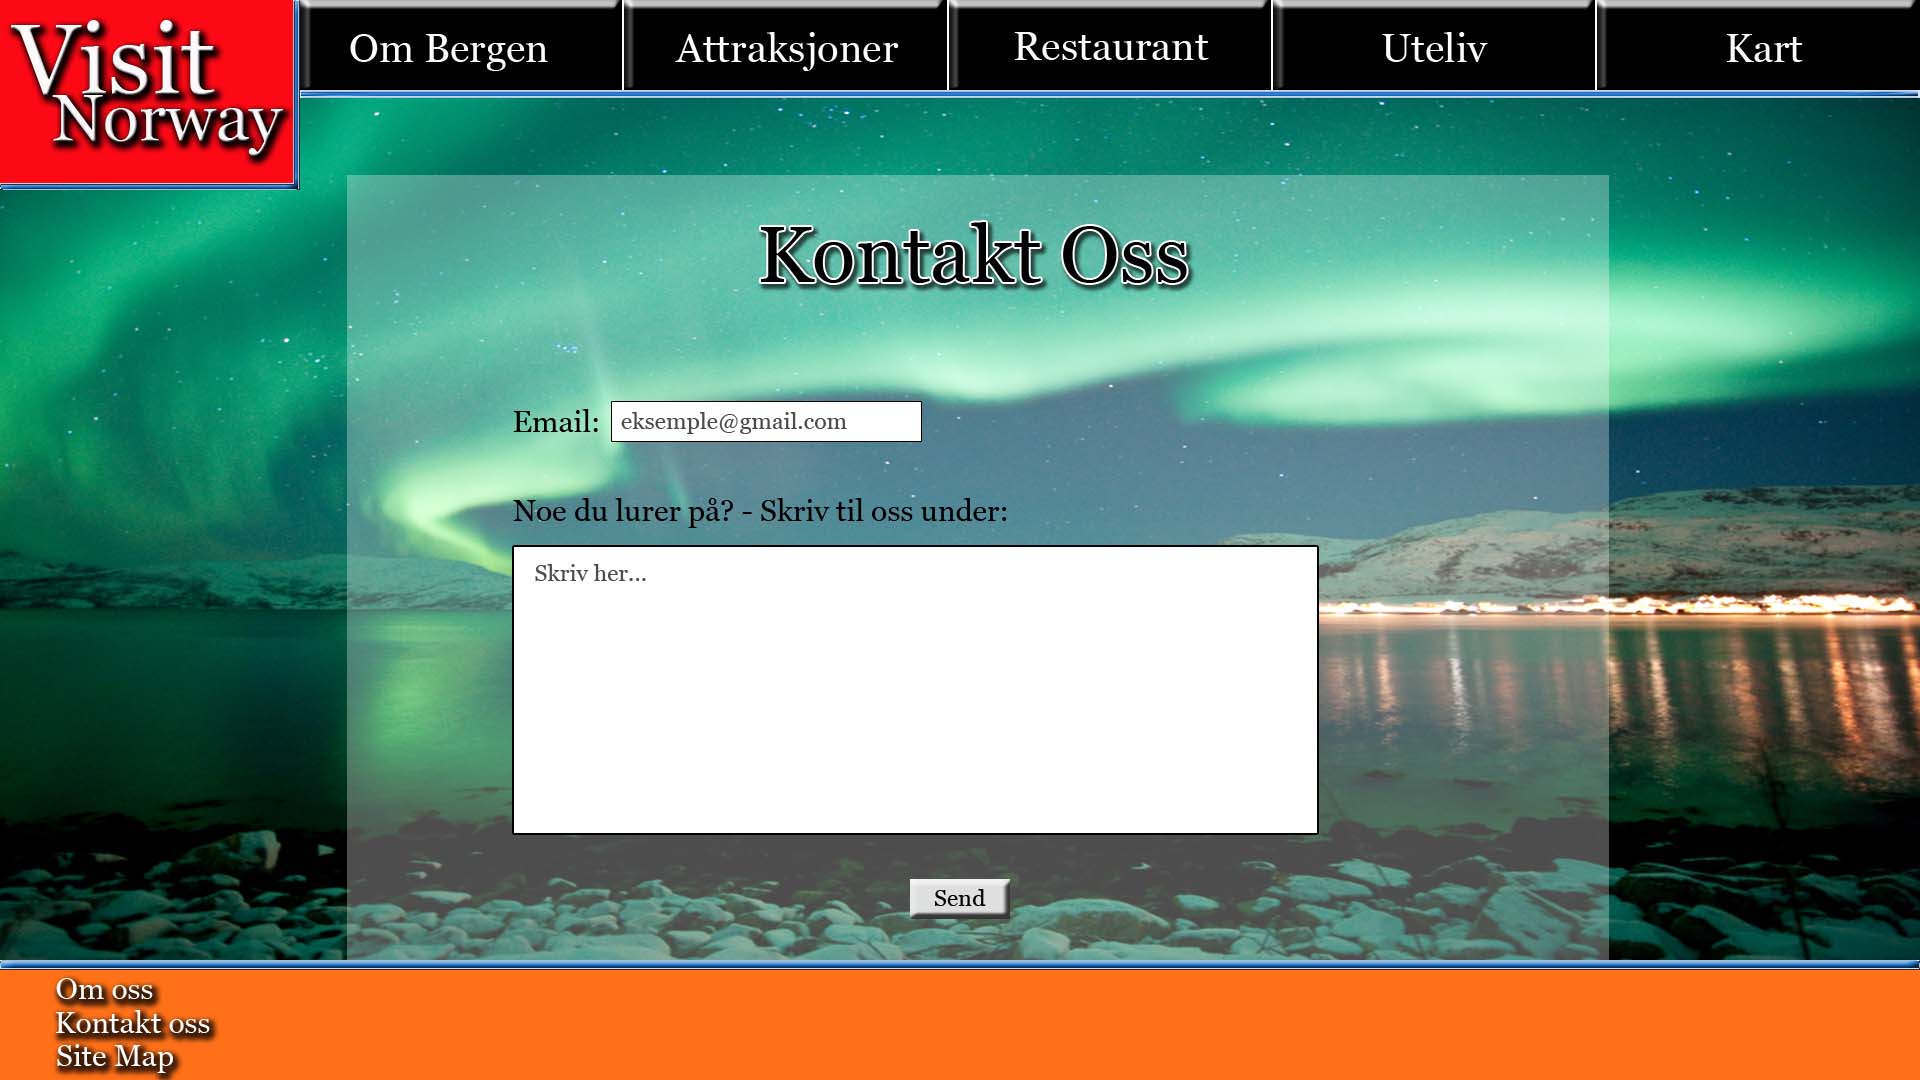 Visit
Norway
Om Bergen
Attraksjoner
Restaurant
Uteliv
Kart
Kontakt Oss
Email: eksemple@gmail.com
Noe du lurer på? - Skriv til oss under:
Skriv her...
Send
Om oss
Kontakt oss
Site Map